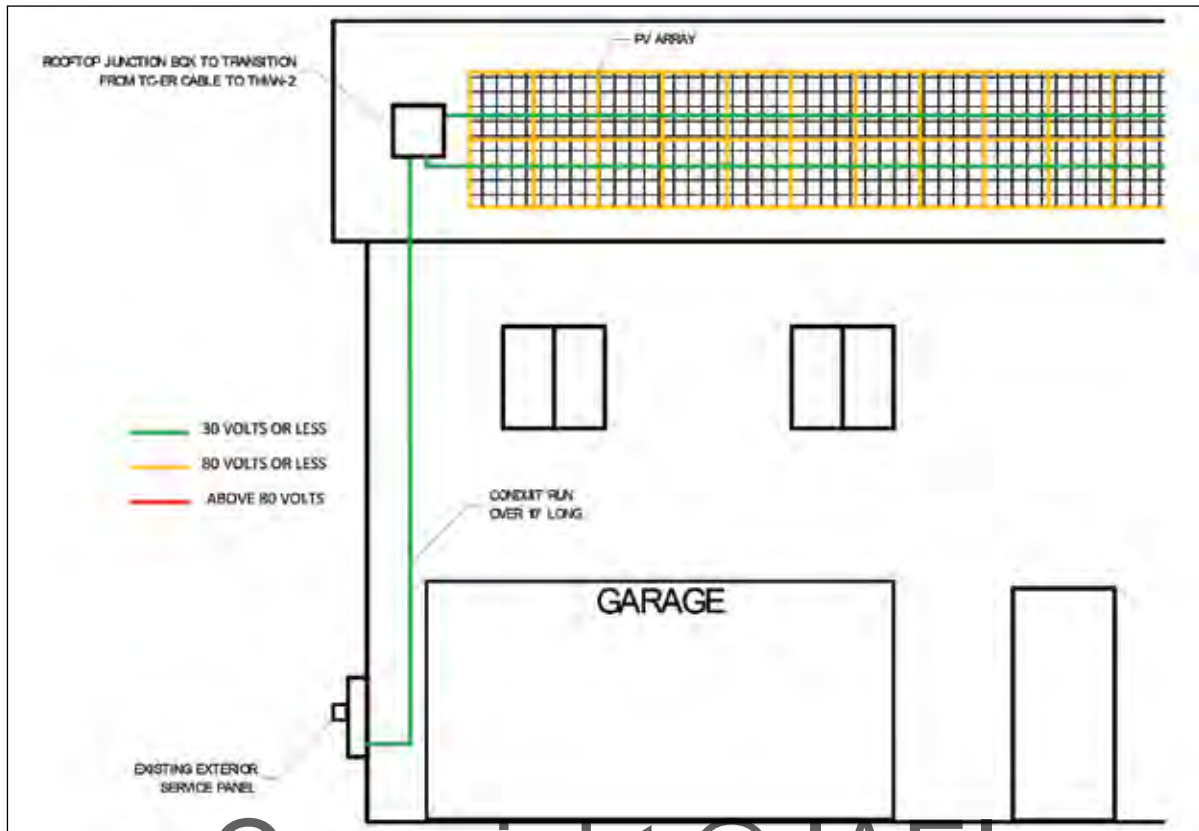 PV ARRAY
ROOFTOP JUNCTION BOX TO TRANSITION
FROM TC-ER CABLE TO THWN-2
30 VOLTS OR LESS
80 VOLTS OR LESS
ABOVE 80 VOLTS
CONDUIT RUN
OVER 10' LONG
GARAGE
EXISTING EXTERIOR
SERVICE PANEL